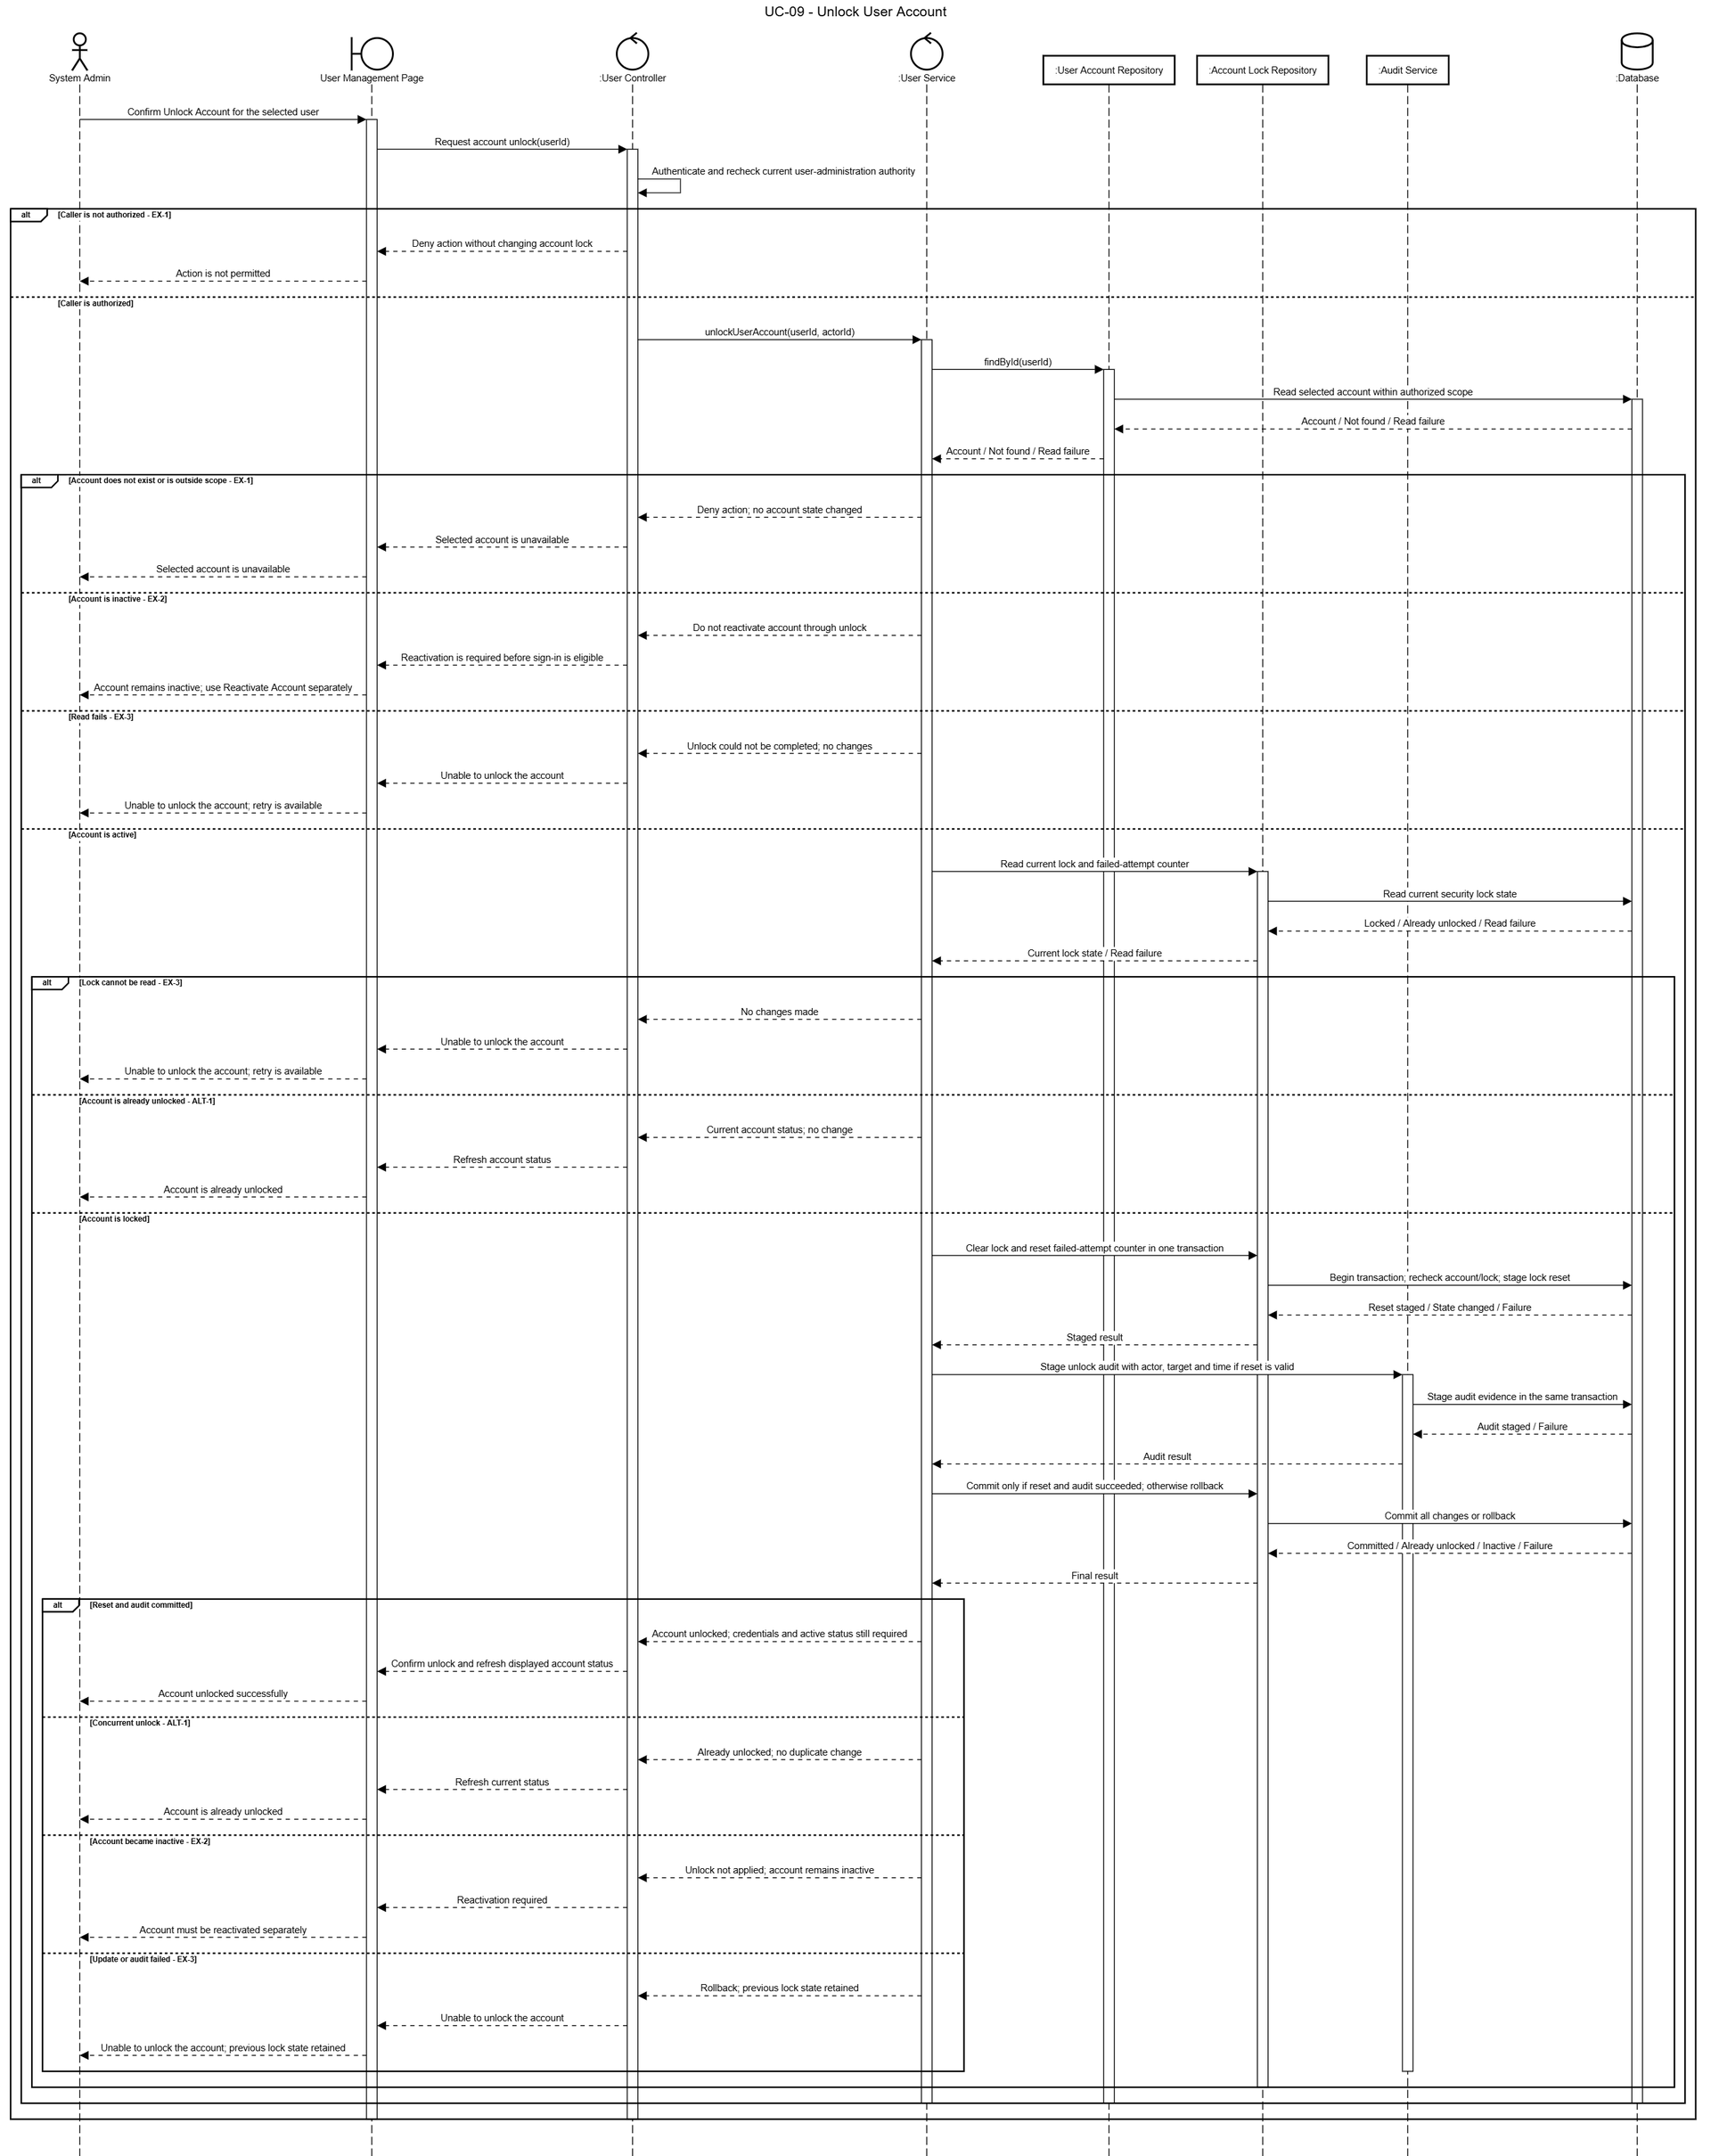 UC-09 - Unlock User Account
System Admin
User Management Page
:User Controller
:User Service
:User Account Repository
:Account Lock Repository
:Audit Service
:Database
Confirm Unlock Account for the selected user
Request account unlock(userId)
Authenticate and recheck current user-administration authority
alt
[Caller is not authorized - EX-1]
Deny action without changing account lock
Action is not permitted
[Caller is authorized]
unlockUserAccount(userId, actorId)
findById(userId)
Read selected account within authorized scope
Account / Not found / Read failure
Account / Not found / Read failure
alt
[Account does not exist or is outside scope - EX-1]
Deny action; no account state changed
Selected account is unavailable
Selected account is unavailable
[Account is inactive - EX-2]
Do not reactivate account through unlock
Reactivation is required before sign-in is eligible
Account remains inactive; use Reactivate Account separately
[Read fails - EX-3]
Unlock could not be completed; no changes
Unable to unlock the account
Unable to unlock the account; retry is available
[Account is active]
Read current lock and failed-attempt counter
Read current security lock state
Locked / Already unlocked / Read failure
Current lock state / Read failure
alt
[Lock cannot be read - EX-3]
No changes made
Unable to unlock the account
Unable to unlock the account; retry is available
[Account is already unlocked - ALT-1]
Current account status; no change
Refresh account status
Account is already unlocked
[Account is locked]
Clear lock and reset failed-attempt counter in one transaction
Begin transaction; recheck account/lock; stage lock reset
Reset staged / State changed / Failure
Staged result
Stage unlock audit with actor, target and time if reset is valid
Stage audit evidence in the same transaction
Audit staged / Failure
Audit result
Commit only if reset and audit succeeded; otherwise rollback
Commit all changes or rollback
Committed / Already unlocked / Inactive / Failure
Final result
alt
[Reset and audit committed]
Account unlocked; credentials and active status still required
Confirm unlock and refresh displayed account status
Account unlocked successfully
[Concurrent unlock - ALT-1]
Already unlocked; no duplicate change
Refresh current status
Account is already unlocked
[Account became inactive - EX-2]
Unlock not applied; account remains inactive
Reactivation required
Account must be reactivated separately
[Update or audit failed - EX-3]
Rollback; previous lock state retained
Unable to unlock the account
Unable to unlock the account; previous lock state retained